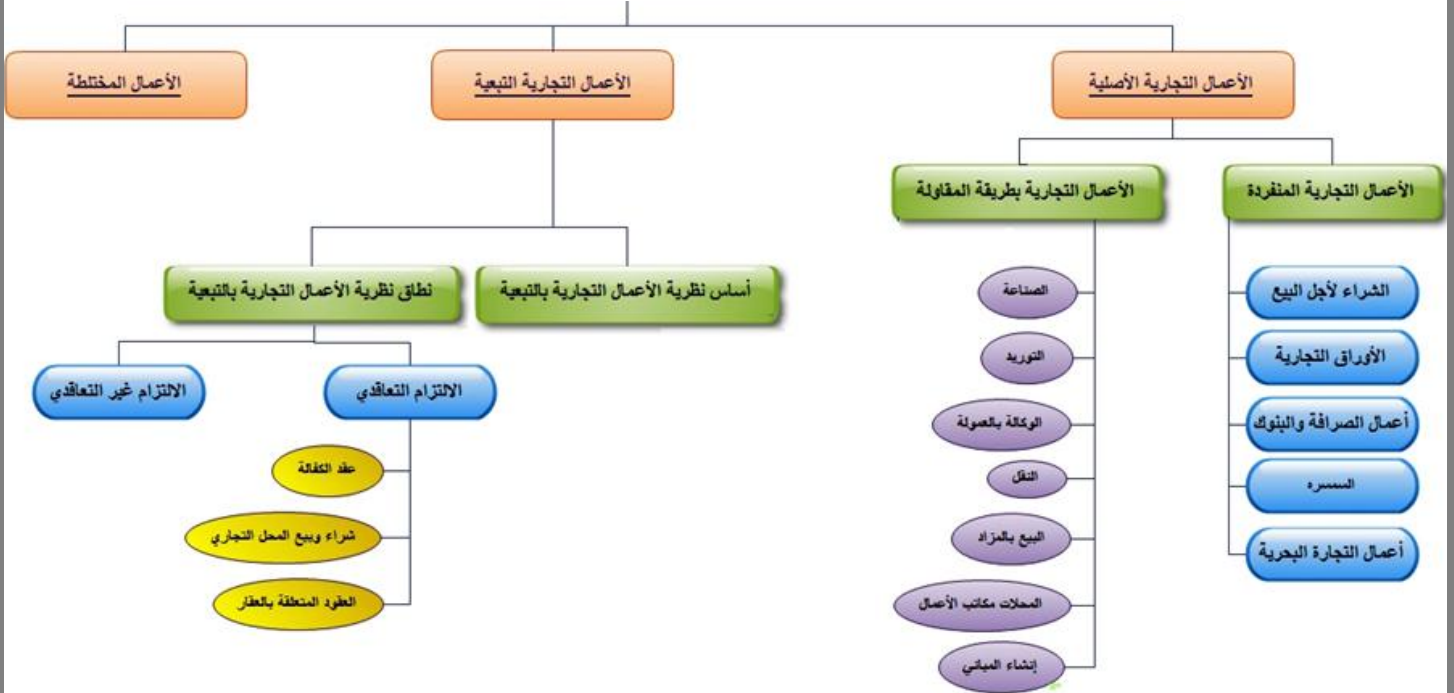 الأعمال التجارية الأصلية
الأعمال التجارية التبعية
الأعمال المختلطة
الأعمال التجارية المنفردة
الشراء لأجل البيع
الأوراق التجارية
أعمال الصرافة والبنوك
السمسره
أعمال التجارة البحرية
الأعمال التجارية بطريقة المقاولة
الصناعة
التوريد
الوكالة بالعمولة
النقل
البيع بالمزاد
المحلات مكاتب الأعمال
إنشاء المباني
أساس نظرية الأعمال التجارية بالتبعية
نطاق نظرية الأعمال التجارية بالتبعية
الالتزام التعاقدي
عقد الكفالة
شراء وبيع المحل التجاري
العقود المتعلقة بالعقار
الالتزام غير التعاقدي